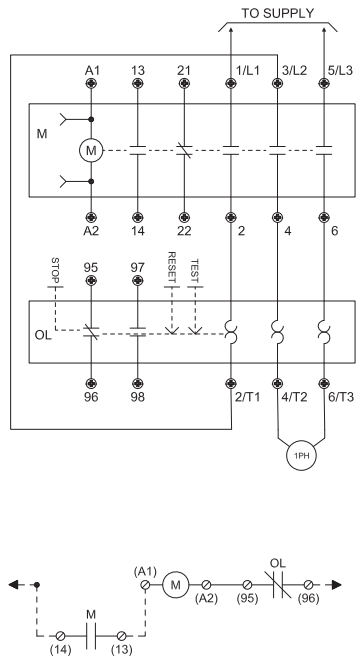 TO SUPPLY
A1 13 21 1/L1 3/L2 5/L3
M
M
A2 14 22 2 4 6
STOP 95 97 RESET TEST
OL
96 98 2/T1 4/T2 6/T3
1PH
OL
(A1) M (A2) (95) (96)
M
(14) (13)